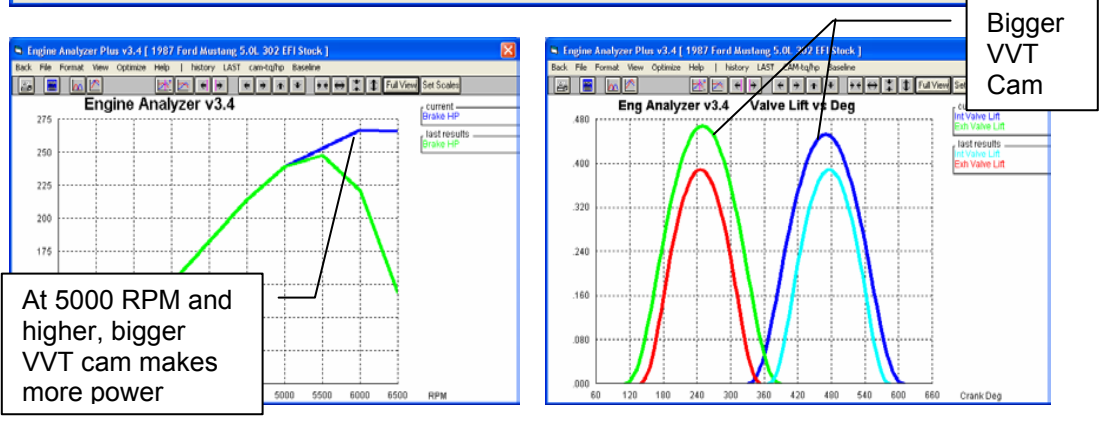 Bigger
VVT
Cam
Engine Analyzer Plus v3.4 [ 1987 Ford Mustang 5.0L 302 EFI Stock ]
Back File Format View Optimize Help | history LAST cam-tq/hp Baseline
Full View Set Scales
Engine Analyzer v3.4
current
Brake HP
last results
Brake HP
275
250
225
200
175
At 5000 RPM and
higher, bigger
VVT cam makes
more power
5000 5500 6000 6500 RPM
Engine Analyzer Plus v3.4 [ 1987 Ford Mustang 5.0L 302 EFI Stock ]
Back File Format View Optimize Help | history LAST CAM-tq/hp Baseline
Full View
Eng Analyzer v3.4 Valve Lift vs Deg
Int Valve Lift
Exh Valve Lift
last results
Int Valve Lift
Exh Valve Lift
.480
.400
.320
.240
.160
.080
.000
60 120 180 240 300 360 420 480 540 600 660 Crank Deg